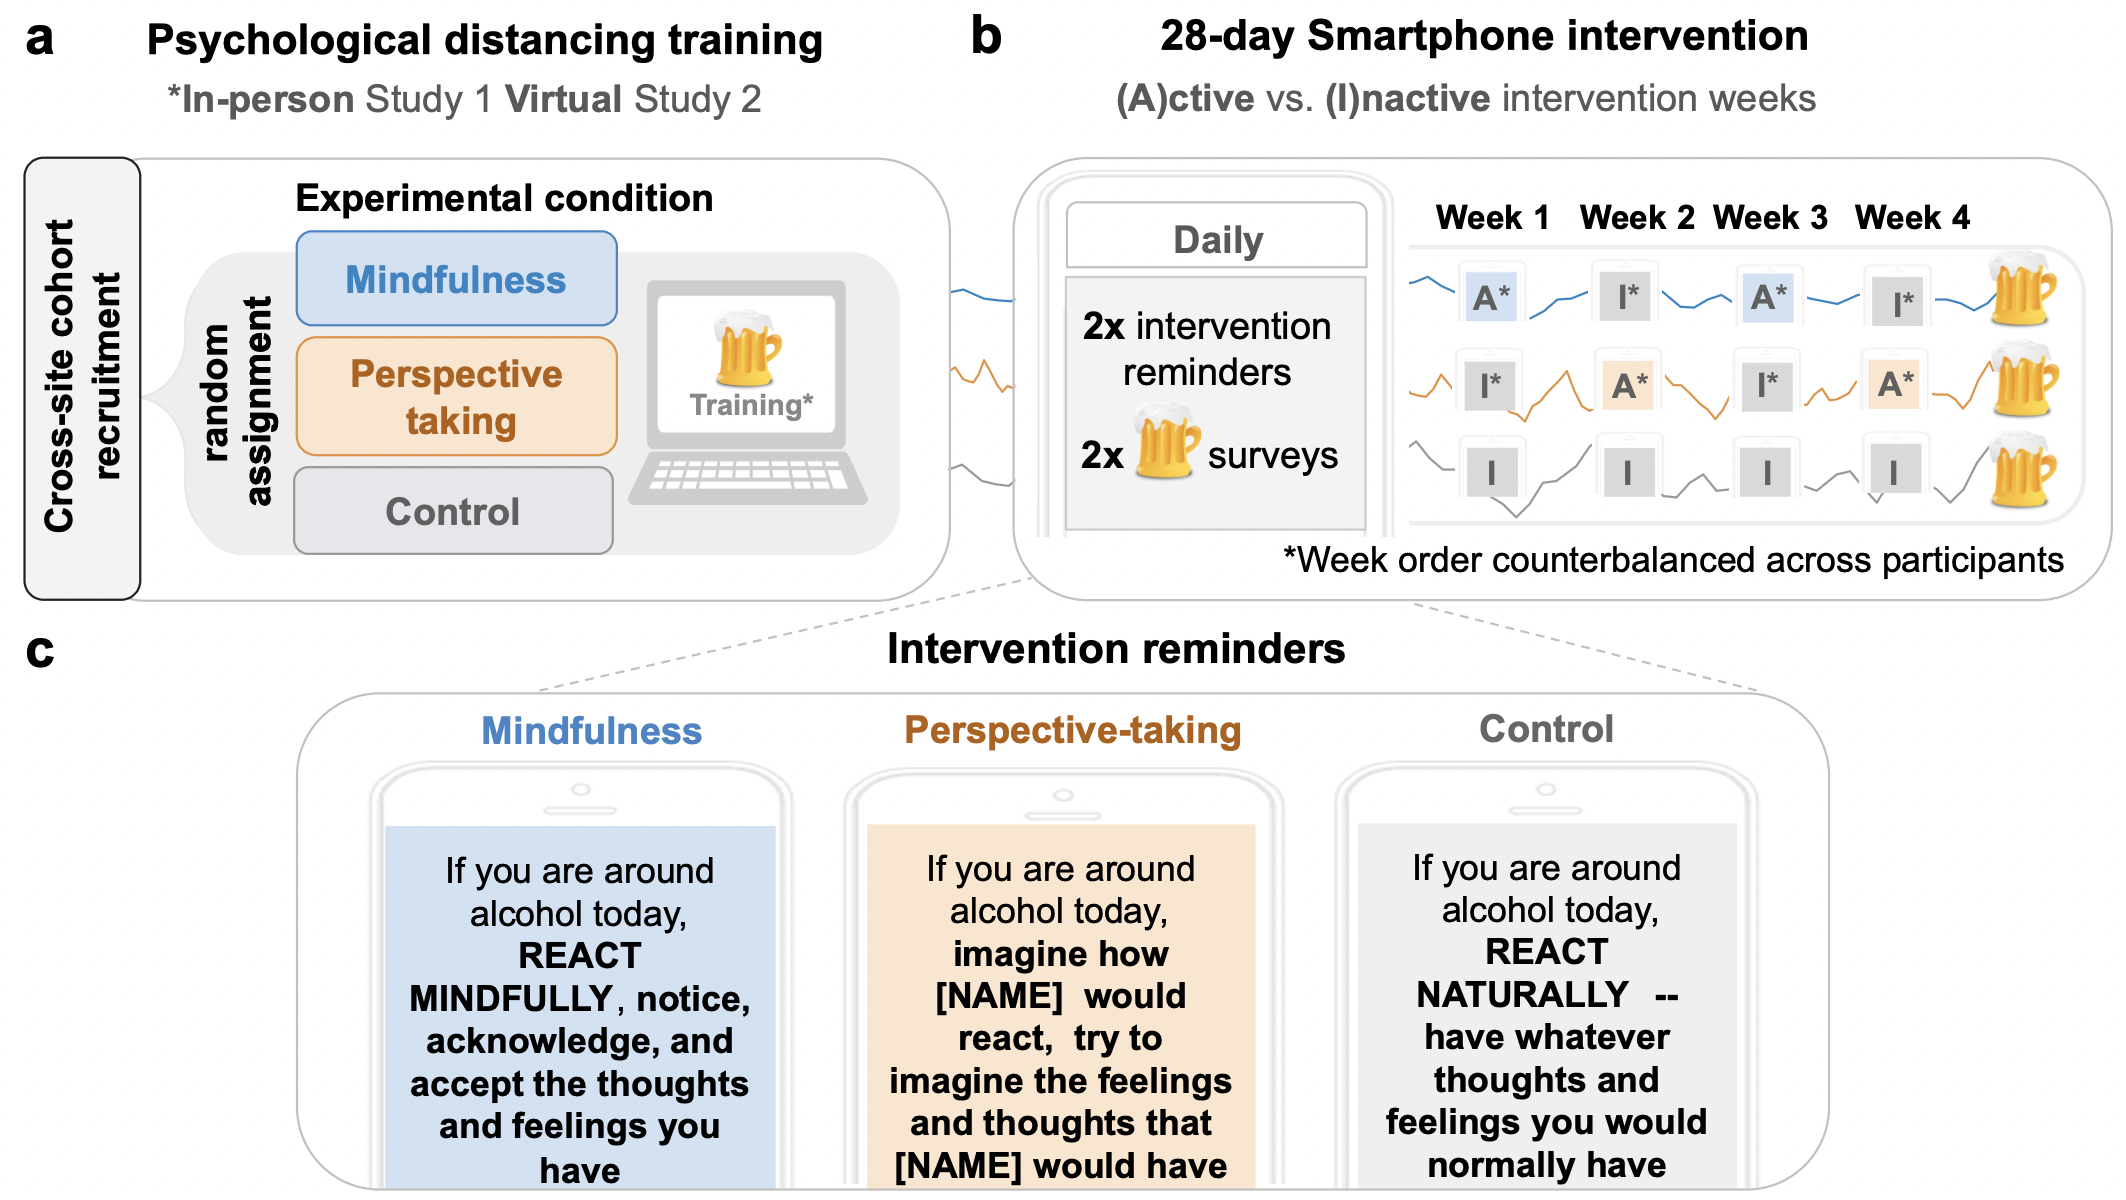 a
Psychological distancing training
*In-person Study 1 Virtual Study 2
Cross-site cohort
recruitment
random
assignment
Experimental condition
Mindfulness
Perspective
taking
Control
Training*
b
28-day Smartphone intervention
(A)ctive vs. (I)nactive intervention weeks
Daily
2x intervention
reminders
2x surveys
Week 1 Week 2 Week 3 Week 4
A* I* A* I*
I* A* I* A*
I I I I
*Week order counterbalanced across participants
c
Intervention reminders
Mindfulness
If you are around
alcohol today,
REACT
MINDFULLY, notice,
acknowledge, and
accept the thoughts
and feelings you
have
Perspective-taking
If you are around
alcohol today,
imagine how
[NAME] would
react, try to
imagine the feelings
and thoughts that
[NAME] would have
Control
If you are around
alcohol today,
REACT
NATURALLY --
have whatever
thoughts and
feelings you would
normally have